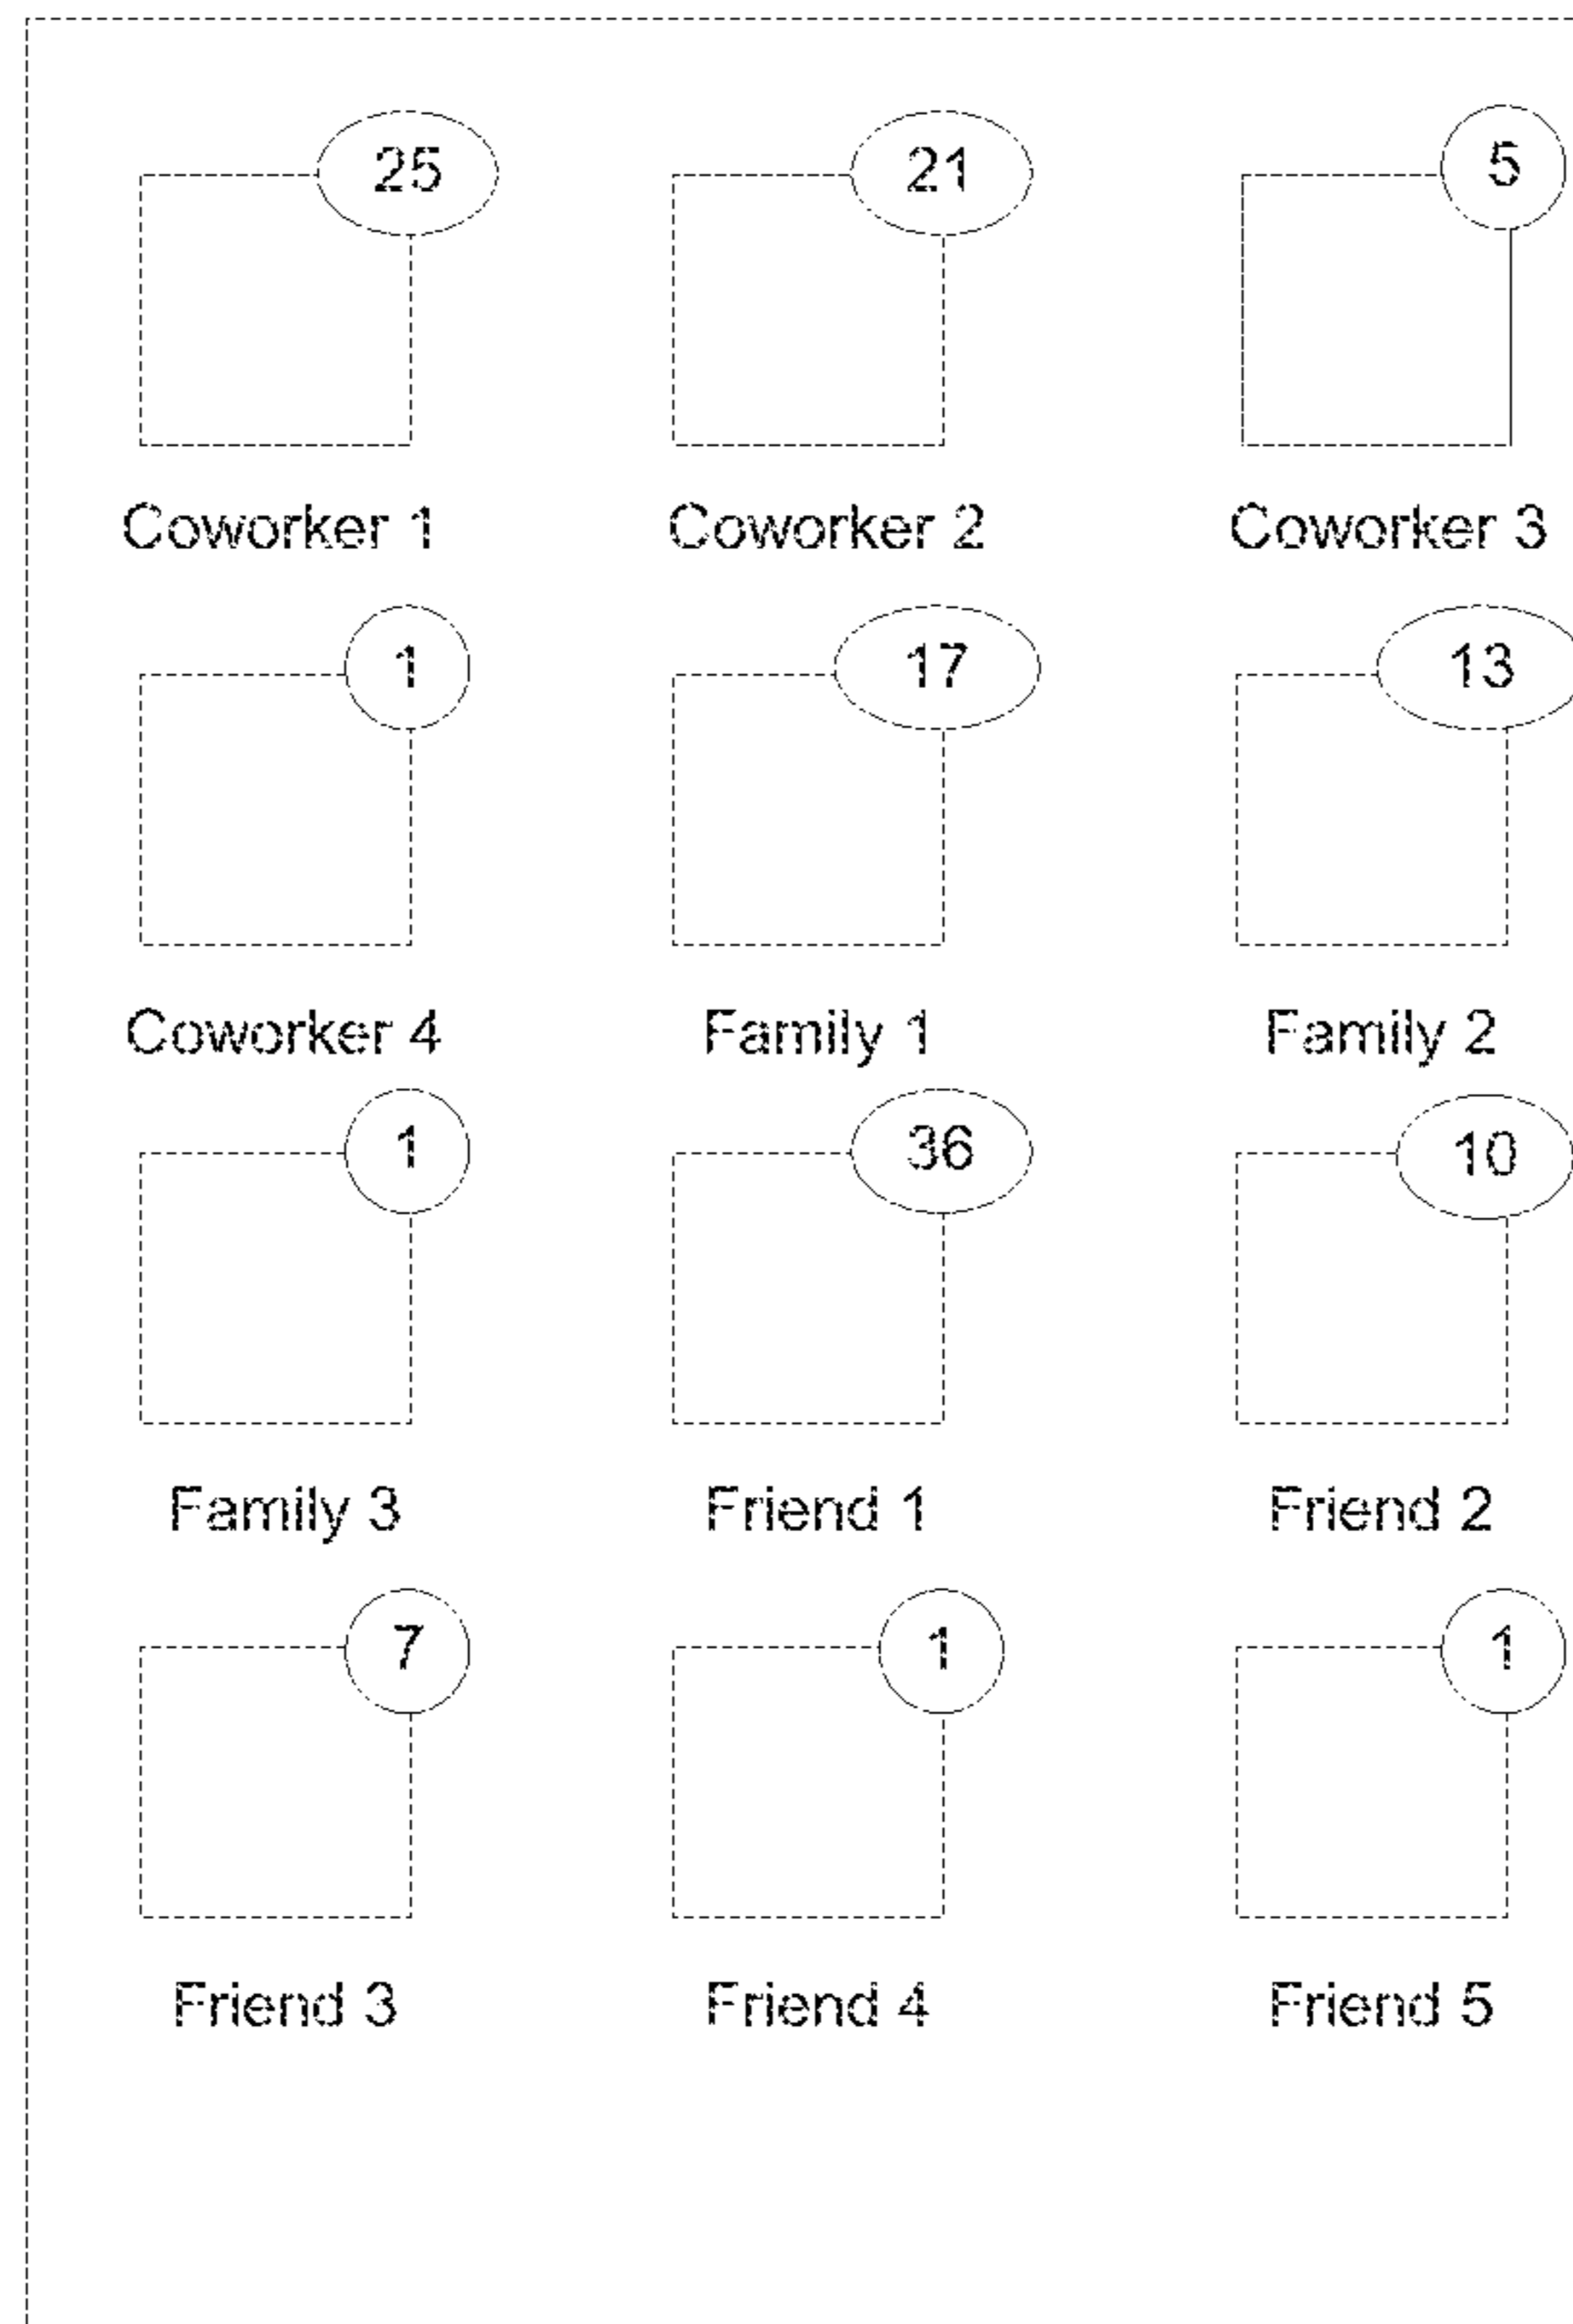 25 21 5
Coworker 1 Coworker 2 Coworker 3
1 17 13
Coworker 4 Family 1 Family 2
1 36 10
Family 3 Friend 1 Friend 2
7 1 1
Friend 3 Friend 4 Friend 5